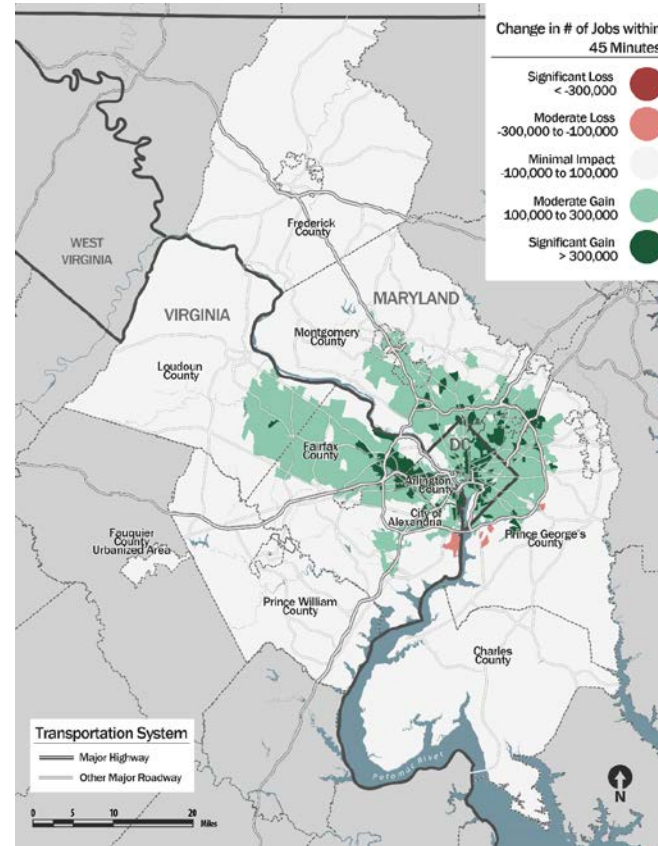 Change in # of Jobs within
45 Minutes
Significant Loss
< -300,000
Moderate Loss
-300,000 to -100,000
Minimal Impact
-100,000 to 100,000
Moderate Gain
100,000 to 300,000
Significant Gain
> 300,000
WEST
VIRGINIA
Frederick
County
VIRGINIA
MARYLAND
Montgomery
County
Loudoun
County
Fairfax
County
DC
Arlington
County
City of
Alexandria
Prince George's
County
Fauquier
County
Urbanized Area
Prince William
County
Charles
County
Potomac River
Transportation System
Major Highway
Other Major Roadway
0 5 10 20
Miles
N